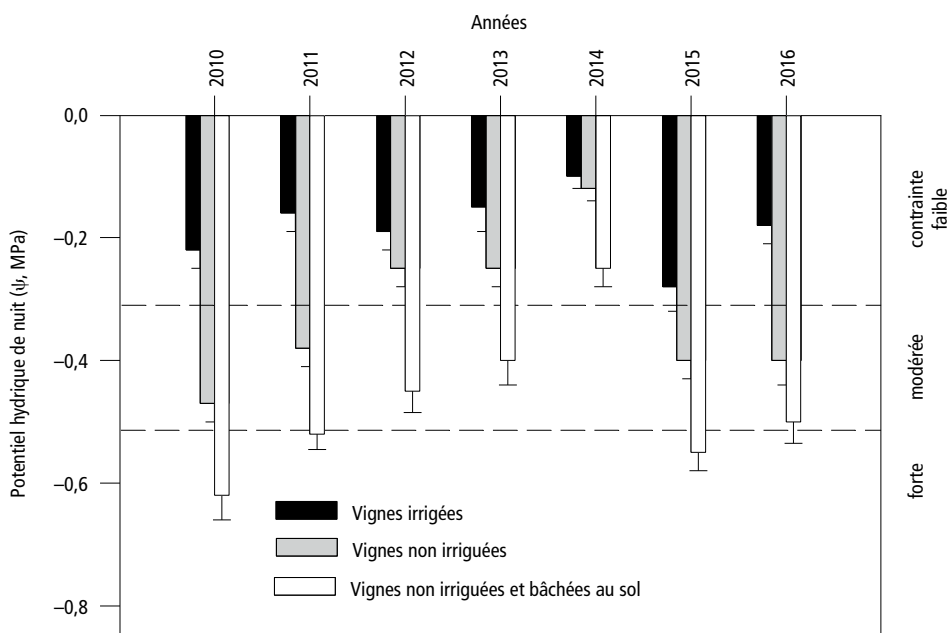 Années
2010 2011 2012 2013 2014 2015 2016
0,0
−0,2
−0,4
−0,6
−0,8
Potentiel hydrique de nuit (ψ, MPa)
contrainte
faible
modérée
forte
Vignes irrigées
Vignes non irriguées
Vignes non irriguées et bâchées au sol